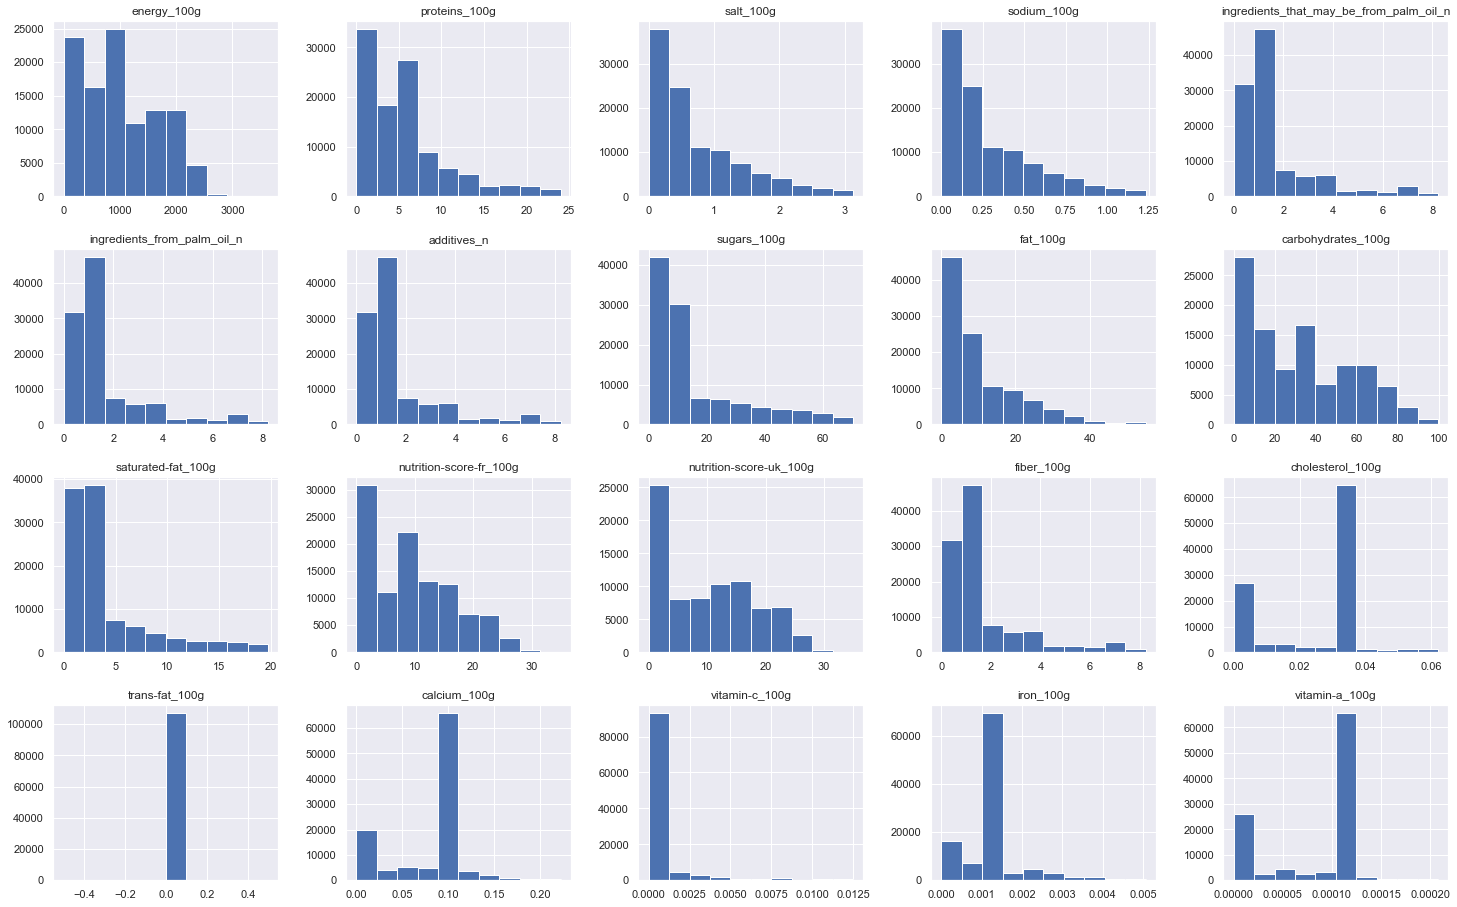 energy_100g
25000
20000
15000
10000
5000
0
0 1000 2000 3000
proteins_100g
30000
20000
10000
0
0 5 10 15 20 25
salt_100g
30000
20000
10000
0
0 1 2 3
sodium_100g
30000
20000
10000
0
0.00 0.25 0.50 0.75 1.00 1.25
ingredients_that_may_be_from_palm_oil_n
40000
30000
20000
10000
0
0 2 4 6 8
ingredients_from_palm_oil_n
40000
30000
20000
10000
0
0 2 4 6 8
additives_n
40000
30000
20000
10000
0
0 2 4 6 8
sugars_100g
40000
30000
20000
10000
0
0 20 40 60
fat_100g
40000
30000
20000
10000
0
0 20 40
carbohydrates_100g
25000
20000
15000
10000
5000
0
0 20 40 60 80 100
saturated-fat_100g
40000
30000
20000
10000
0
0 5 10 15 20
nutrition-score-fr_100g
30000
25000
20000
15000
10000
5000
0
0 10 20 30
nutrition-score-uk_100g
25000
20000
15000
10000
5000
0
0 10 20 30
fiber_100g
40000
30000
20000
10000
0
0 2 4 6 8
cholesterol_100g
60000
50000
40000
30000
20000
10000
0
0.00 0.02 0.04 0.06
trans-fat_100g
100000
80000
60000
40000
20000
0
−0.4 −0.2 0.0 0.2 0.4
calcium_100g
60000
50000
40000
30000
20000
10000
0
0.00 0.05 0.10 0.15 0.20
vitamin-c_100g
80000
60000
40000
20000
0
0.0000 0.0025 0.0050 0.0075 0.0100 0.0125
iron_100g
60000
40000
20000
0
0.000 0.001 0.002 0.003 0.004 0.005
vitamin-a_100g
60000
50000
40000
30000
20000
10000
0
0.00000 0.00005 0.00010 0.00015 0.00020